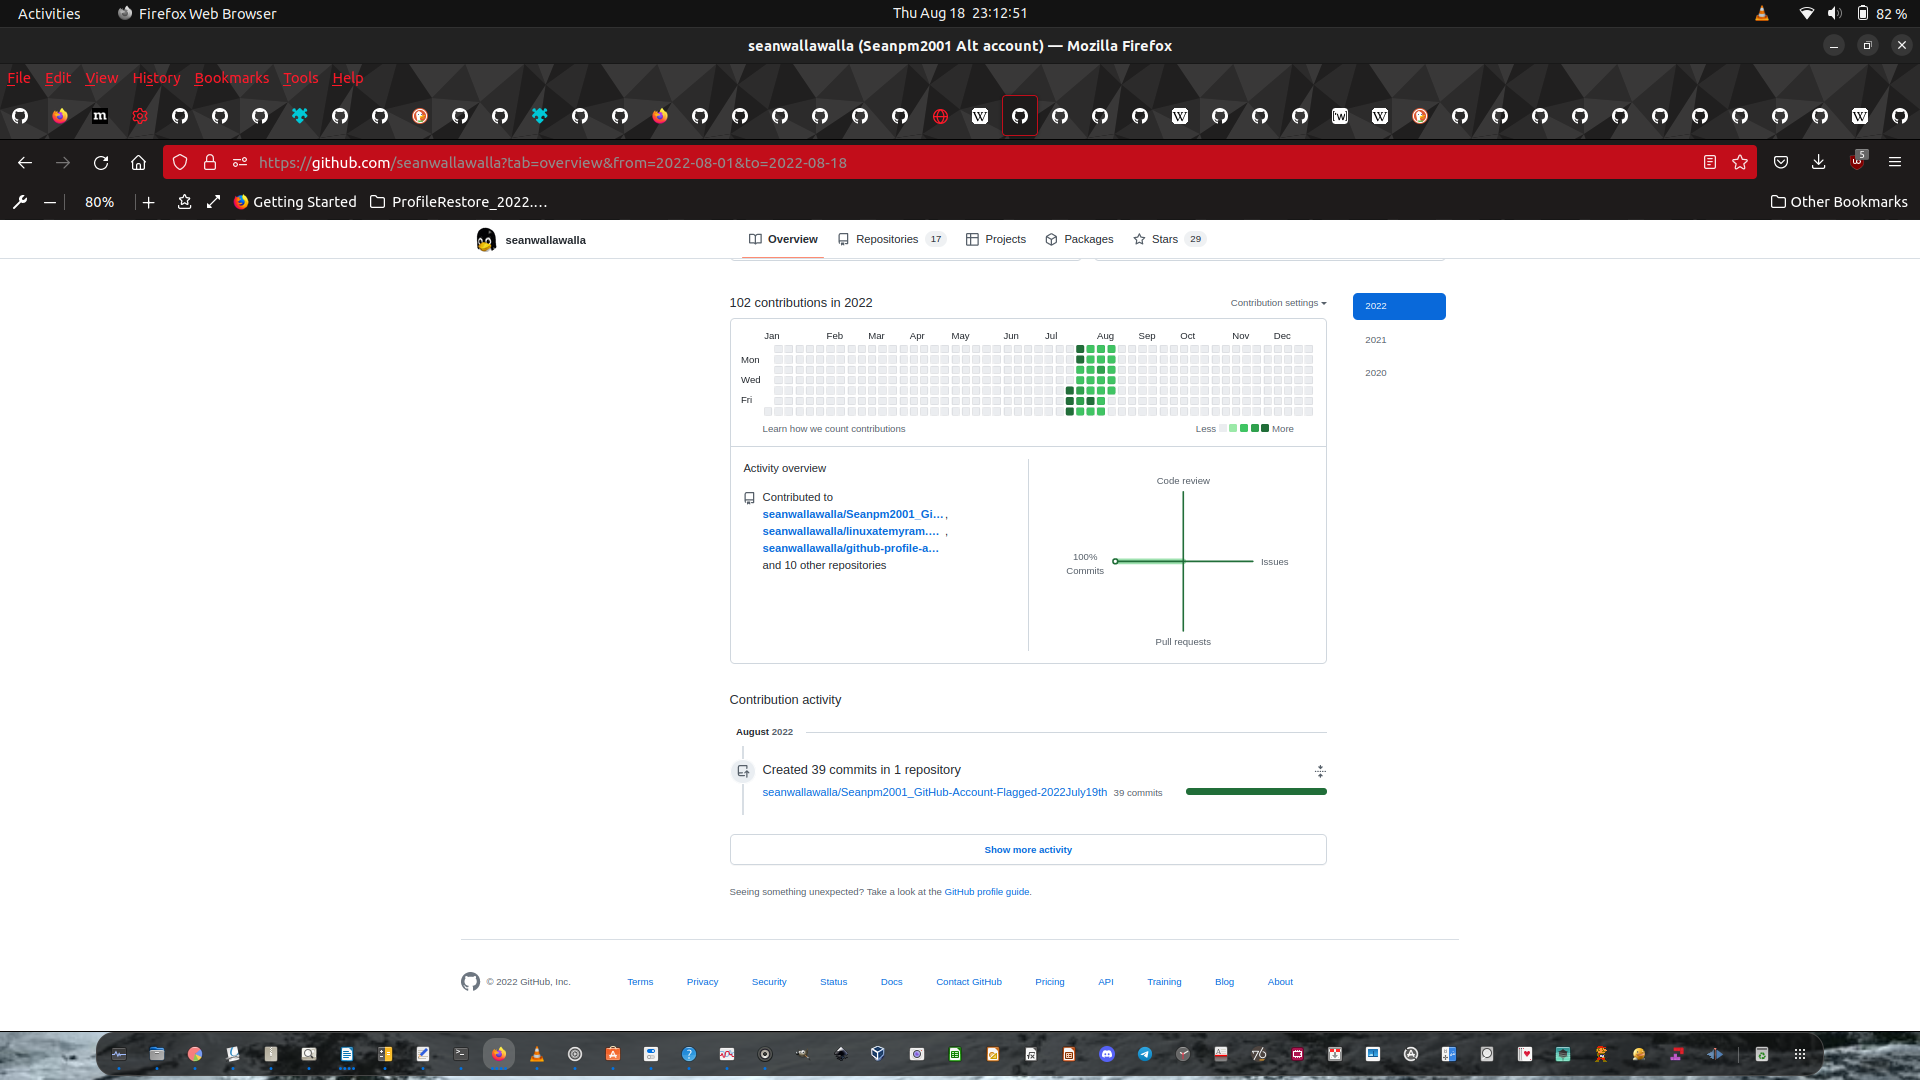 Activities Firefox Web Browser Thu Aug 18 23:12:51 82 %
seanwallawalla (Seanpm2001 Alt account) — Mozilla Firefox
File Edit View History Bookmarks Tools Help
https://github.com/seanwallawalla?tab=overview&from=2022-08-01&to=2022-08-18 5
80% Getting Started ProfileRestore_2022.… Other Bookmarks
seanwallawalla Overview Repositories 17 Projects Packages Stars 29
102 contributions in 2022 Contribution settings 2022
Jan Feb Mar Apr May Jun Jul Aug Sep Oct Nov Dec
2021
Mon
2020
Wed
Fri
Learn how we count contributions Less More
Activity overview
Contributed to
seanwallawalla/Seanpm2001_Gi… ,
seanwallawalla/linuxatemyram.… ,
seanwallawalla/github-profile-a…
and 10 other repositories
Code review
100%
Commits
Issues
Pull requests
Contribution activity
August 2022
Created 39 commits in 1 repository
seanwallawalla/Seanpm2001_GitHub-Account-Flagged-2022July19th 39 commits
Show more activity
Seeing something unexpected? Take a look at the GitHub profile guide.
© 2022 GitHub, Inc. Terms Privacy Security Status Docs Contact GitHub Pricing API Training Blog About